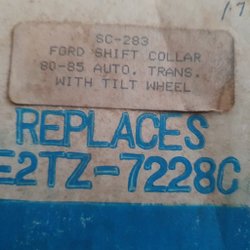 SC-283
FORD SHIFT COLLAR
80-85 AUTO. TRANS.
WITH TILT WHEEL
REPLACES
E2TZ-7228C